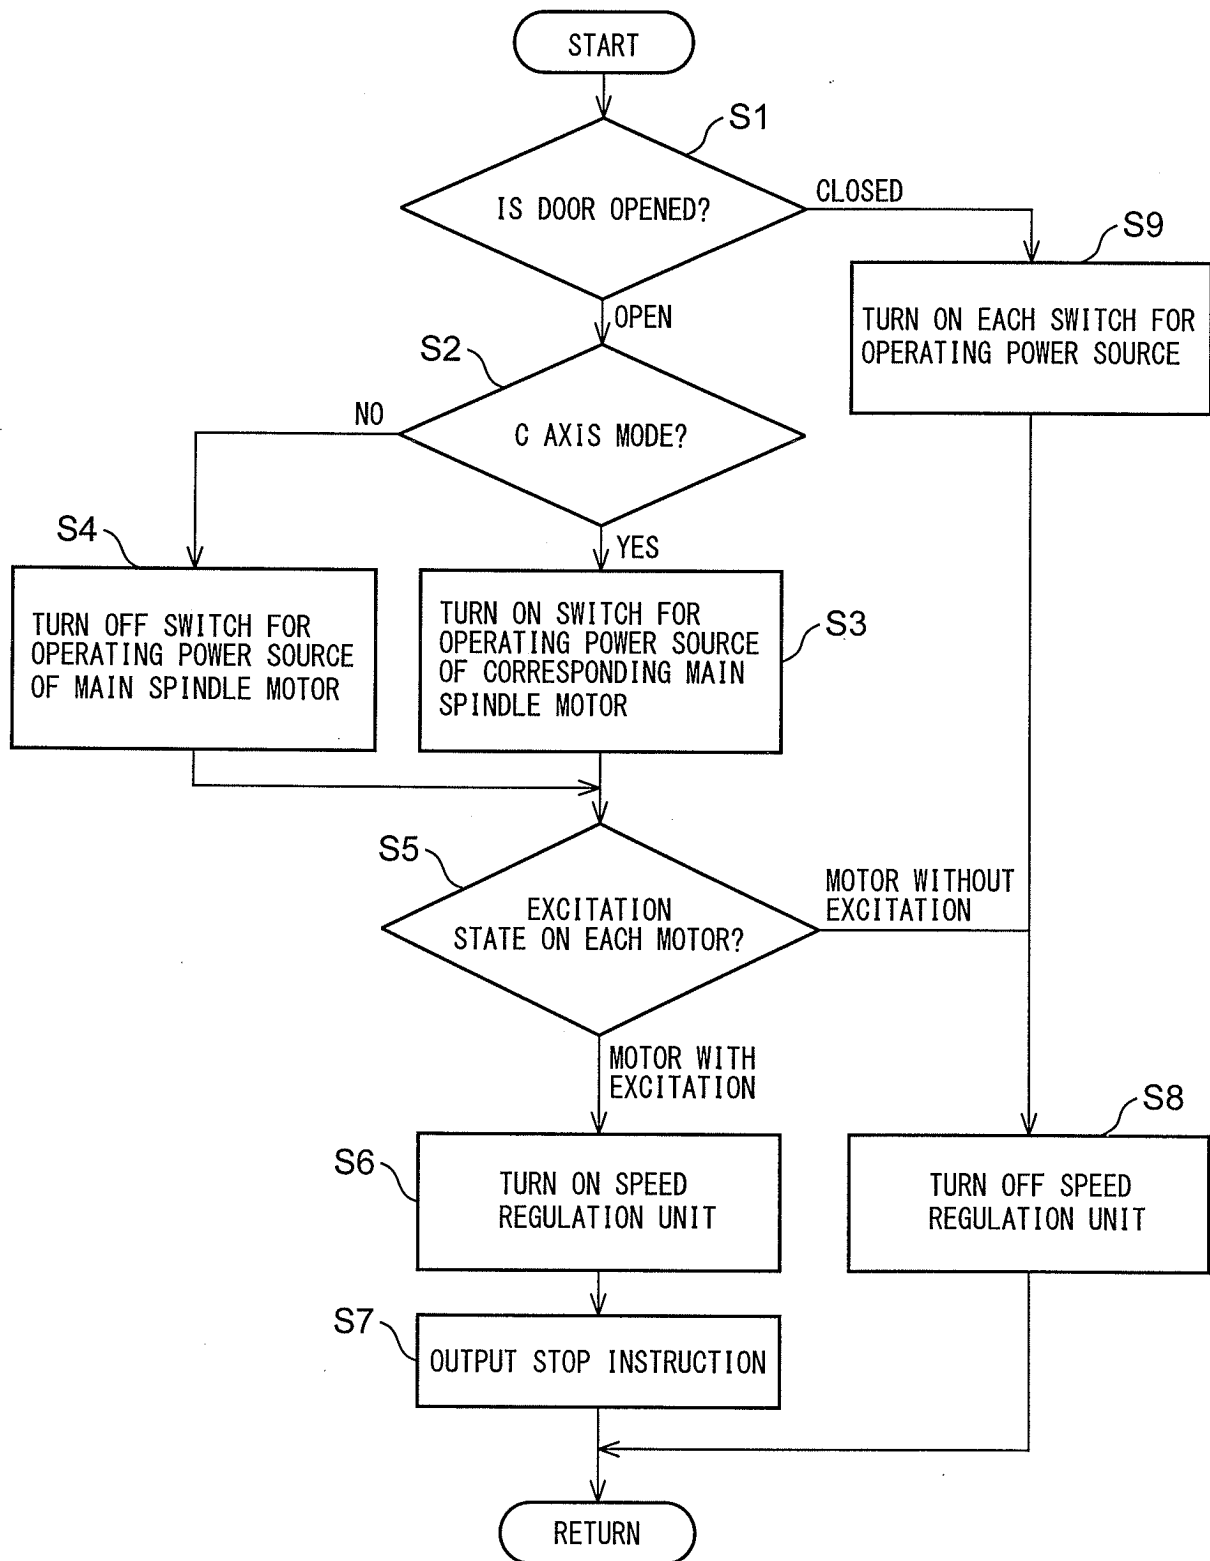 START
S1
IS DOOR OPENED?
CLOSED
S9
TURN ON EACH SWITCH FOR
OPERATING POWER SOURCE
OPEN
S2
C AXIS MODE?
NO
YES
S4
TURN OFF SWITCH FOR
OPERATING POWER SOURCE
OF MAIN SPINDLE MOTOR
TURN ON SWITCH FOR
OPERATING POWER SOURCE
OF CORRESPONDING MAIN
SPINDLE MOTOR
S3
S5
EXCITATION
STATE ON EACH MOTOR?
MOTOR WITHOUT
EXCITATION
MOTOR WITH
EXCITATION
S6
TURN ON SPEED
REGULATION UNIT
S8
TURN OFF SPEED
REGULATION UNIT
S7
OUTPUT STOP INSTRUCTION
RETURN